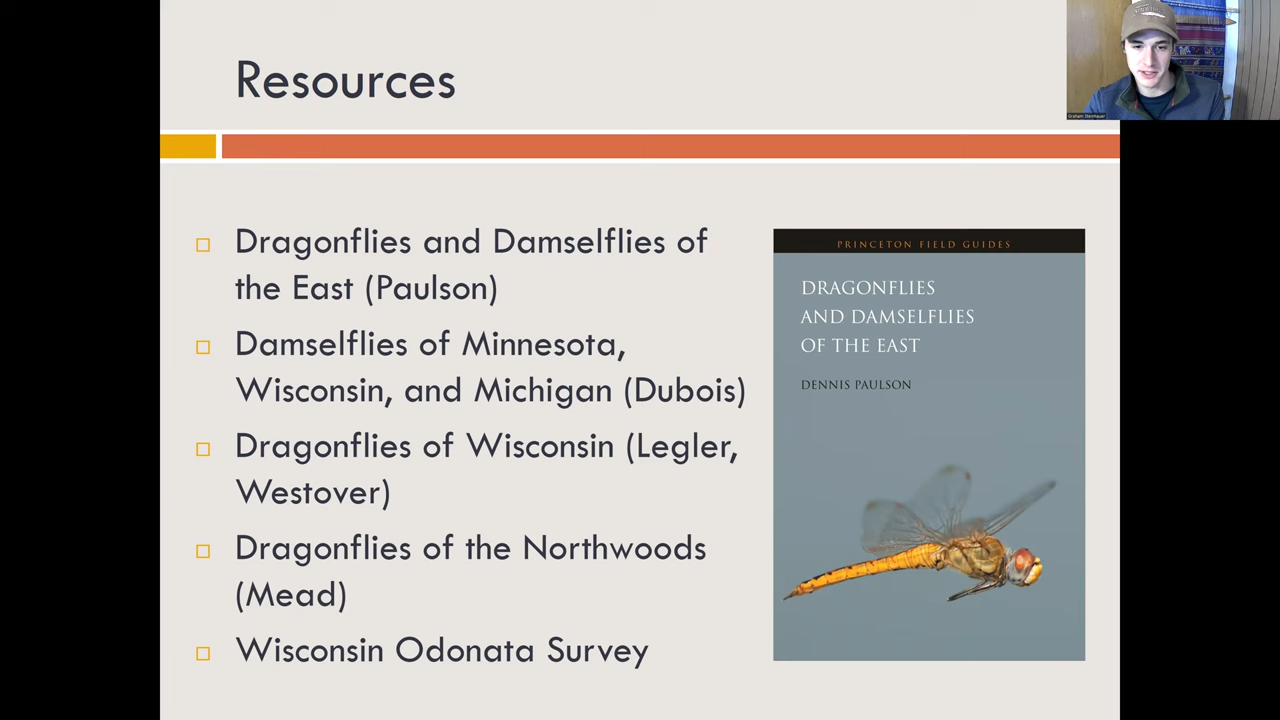 Resources
Dragonflies and Damselflies of
the East (Paulson)
Damselflies of Minnesota,
Wisconsin, and Michigan (Dubois)
Dragonflies of Wisconsin (Legler,
Westover)
Dragonflies of the Northwoods
(Mead)
Wisconsin Odonata Survey
PRINCETON FIELD GUIDES
DRAGONFLIES
AND DAMSELFLIES
OF THE EAST
DENNIS PAULSON
Graham Steinhauer